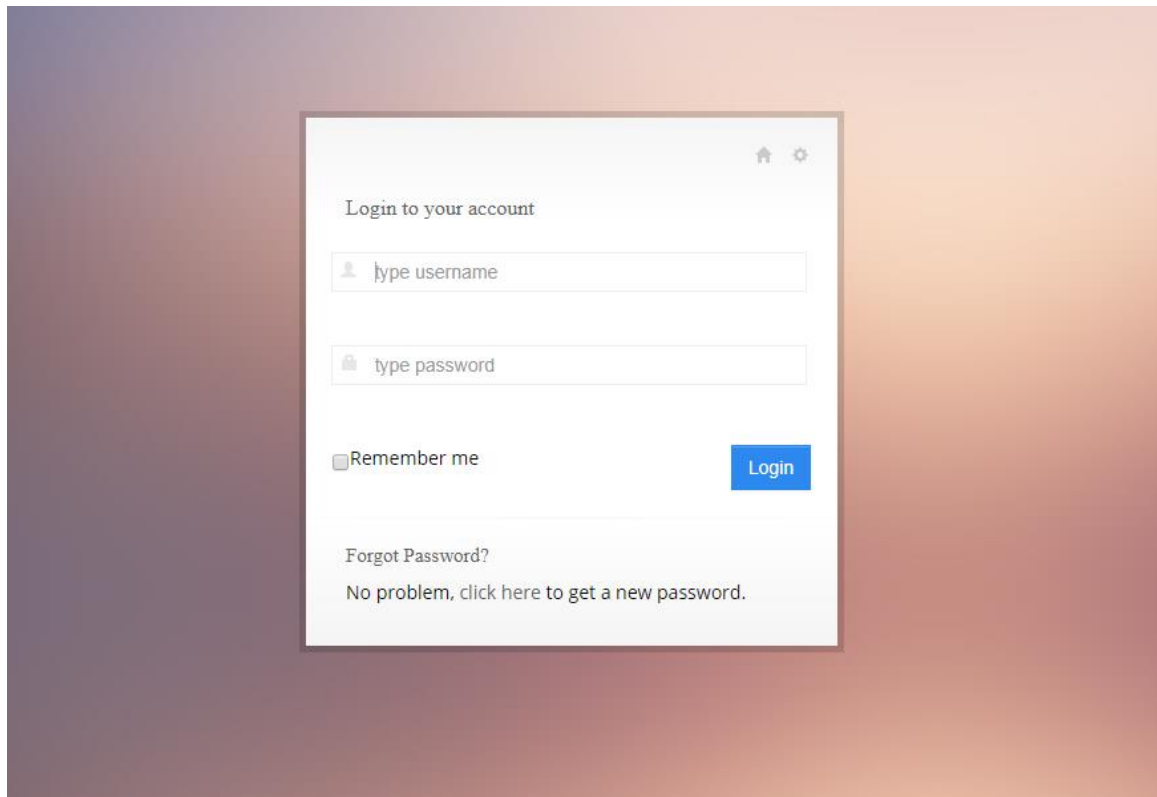 Login to your account
type username
type password
Remember me
Login
Forgot Password?
No problem, click here to get a new password.